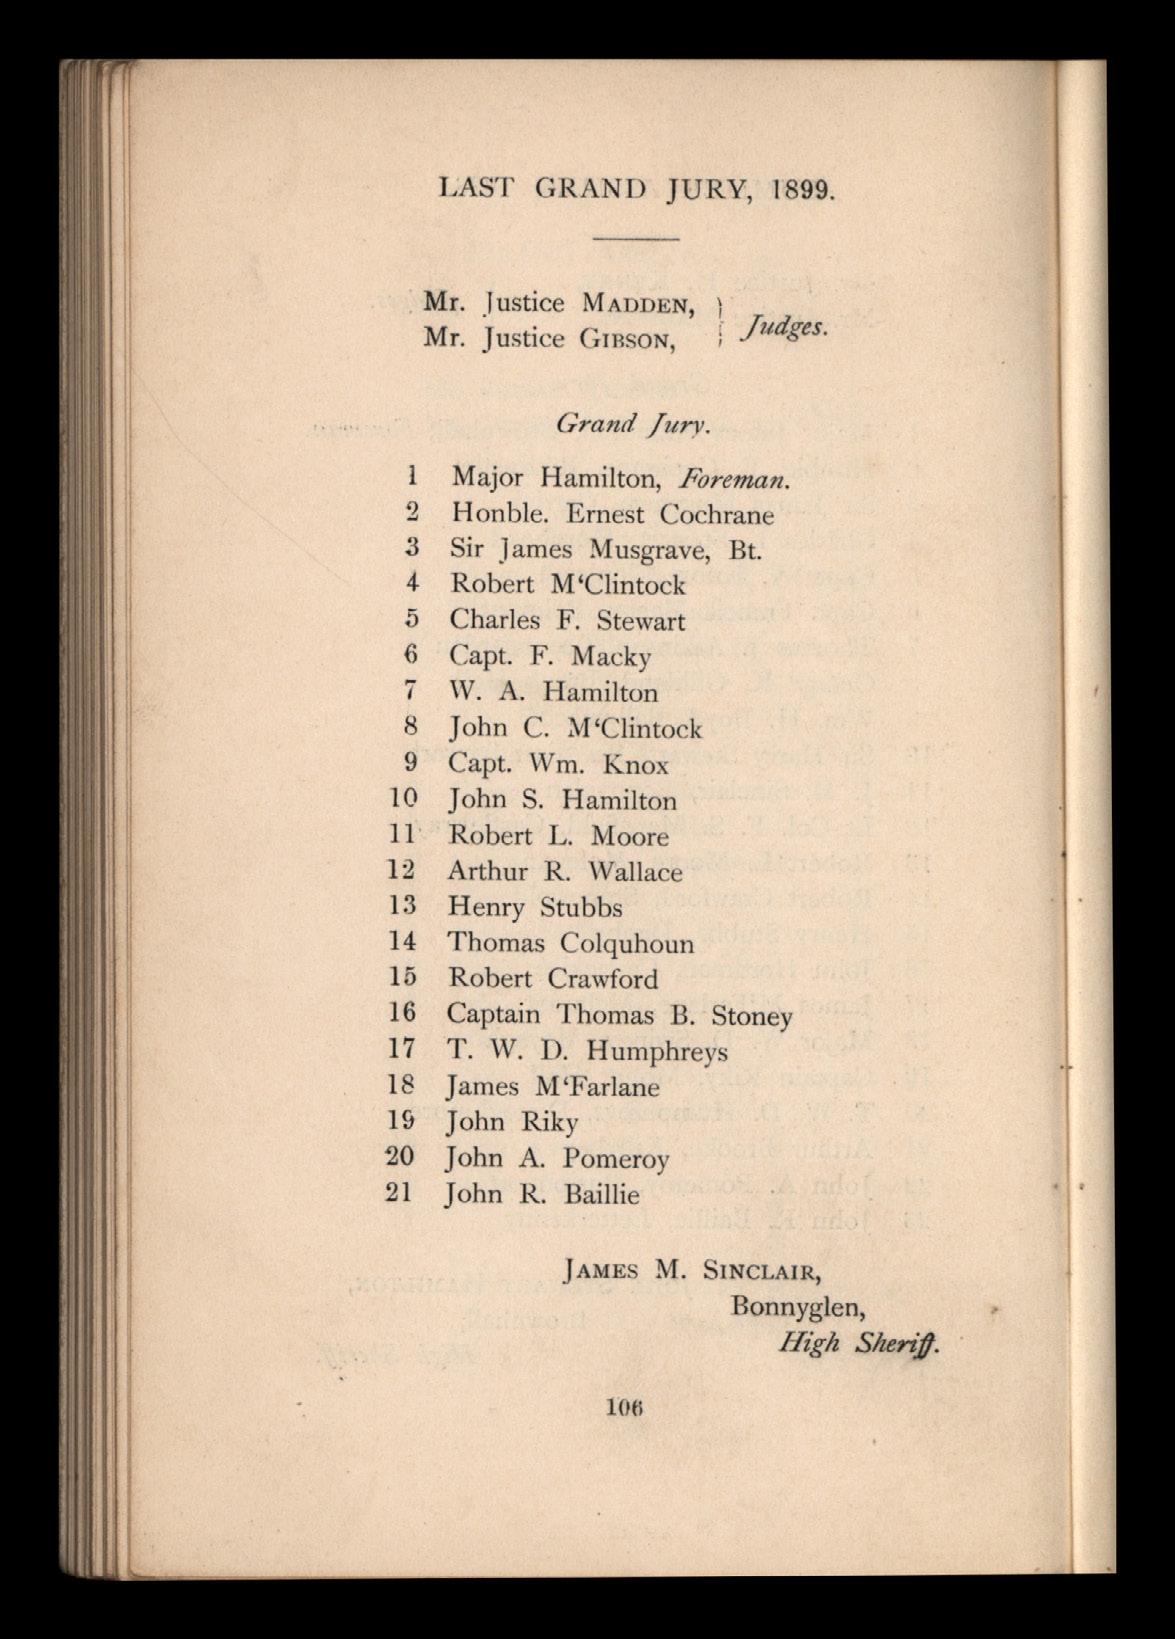 LAST GRAND JURY, 1899.
Mr. Justice MADDEN, } Judges.
Mr. Justice GIBSON,
Grand Jury.
1 Major Hamilton, Foreman.
2 Honble. Ernest Cochrane
3 Sir James Musgrave, Bt.
4 Robert M‘Clintock
5 Charles F. Stewart
6 Capt. F. Macky
7 W. A. Hamilton
8 John C. M‘Clintock
9 Capt. Wm. Knox
10 John S. Hamilton
11 Robert L. Moore
12 Arthur R. Wallace
13 Henry Stubbs
14 Thomas Colquhoun
15 Robert Crawford
16 Captain Thomas B. Stoney
17 T. W. D. Humphreys
18 James M‘Farlane
19 John Riky
20 John A. Pomeroy
21 John R. Baillie
JAMES M. SINCLAIR,
Bonnyglen,
High Sheriff.
106